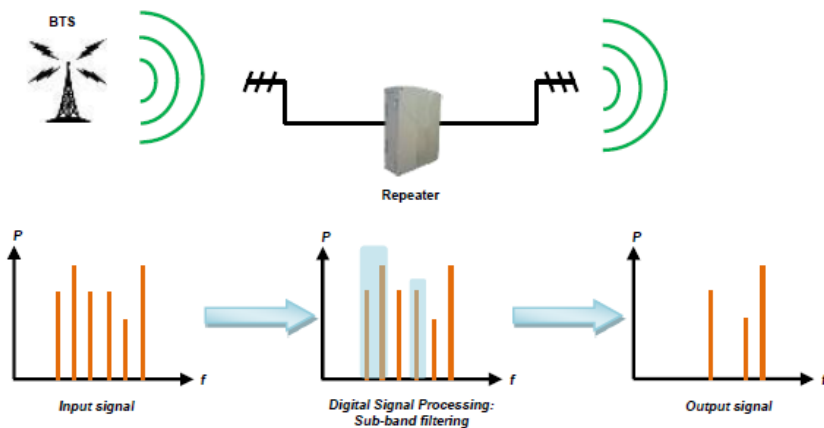 BTS
Repeater
P
P
P
f
f
f
Input signal
Digital Signal Processing:
Sub-band filtering
Output signal